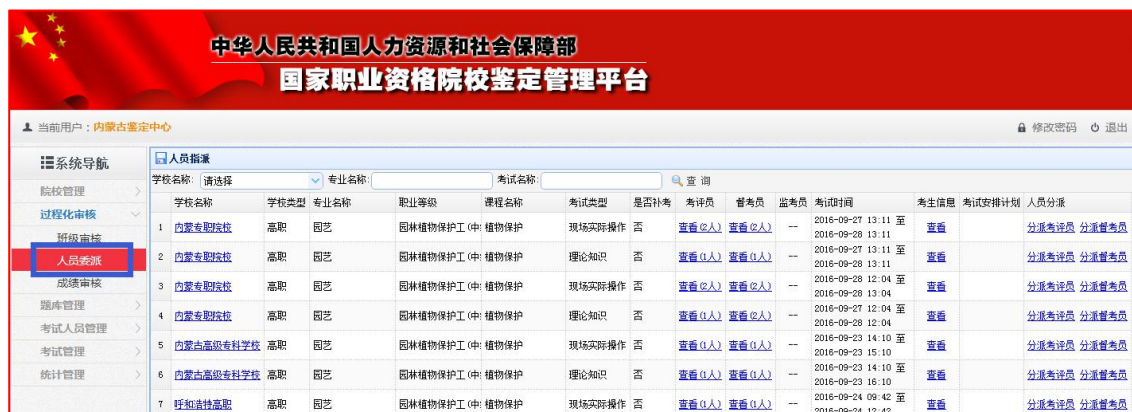 中华人民共和国人力资源和社会保障部
国家职业资格院校鉴定管理平台
当前用户：内蒙古鉴定中心 修改密码 退出
系统导航
院校管理
过程化审核
班级审核
人员委派
成绩审核
题库管理
考试人员管理
考试管理
统计管理
人员指派
学校名称: 请选择 专业名称: 考试名称: 查询
学校名称 学校类型 专业名称 职业等级 课程名称 考试类型 是否补考 考评员 督考员 监考员 考试时间 考生信息 考试安排计划 人员分派
1 内蒙专职院校 高职 园艺 园林植物保护工(中: 植物保护 现场实际操作 否 查看(2人) 查看(2人) -- 2016-09-27 13:11 至 查看 分派考评员 分派督考员
2016-09-28 13:11
2 内蒙专职院校 高职 园艺 园林植物保护工(中: 植物保护 理论知识 否 查看(1人) 查看(2人) -- 2016-09-27 13:11 至 查看 分派考评员 分派督考员
2016-09-28 13:11
3 内蒙专职院校 高职 园艺 园林植物保护工(中: 植物保护 现场实际操作 否 查看(2人) 查看(2人) -- 2016-09-28 12:04 至 查看 分派考评员 分派督考员
2016-09-28 13:04
4 内蒙专职院校 高职 园艺 园林植物保护工(中: 植物保护 理论知识 否 查看(1人) 查看(2人) -- 2016-09-27 12:04 至 查看 分派考评员 分派督考员
2016-09-28 12:04
5 内蒙古高级专科学校 高职 园艺 园林植物保护工(中: 植物保护 现场实际操作 否 查看(1人) 查看(1人) -- 2016-09-23 14:10 至 查看 分派考评员 分派督考员
2016-09-23 15:10
6 内蒙古高级专科学校 高职 园艺 园林植物保护工(中: 植物保护 理论知识 否 查看(1人) 查看(1人) -- 2016-09-23 14:10 至 查看 分派考评员 分派督考员
2016-09-23 16:10
7 呼和浩特高职 高职 园艺 园林植物保护工(中: 植物保护 现场实际操作 否 查看(1人) 查看(1人) -- 2016-09-24 09:42 至 查看 分派考评员 分派督考员
2016-09-24 12:42